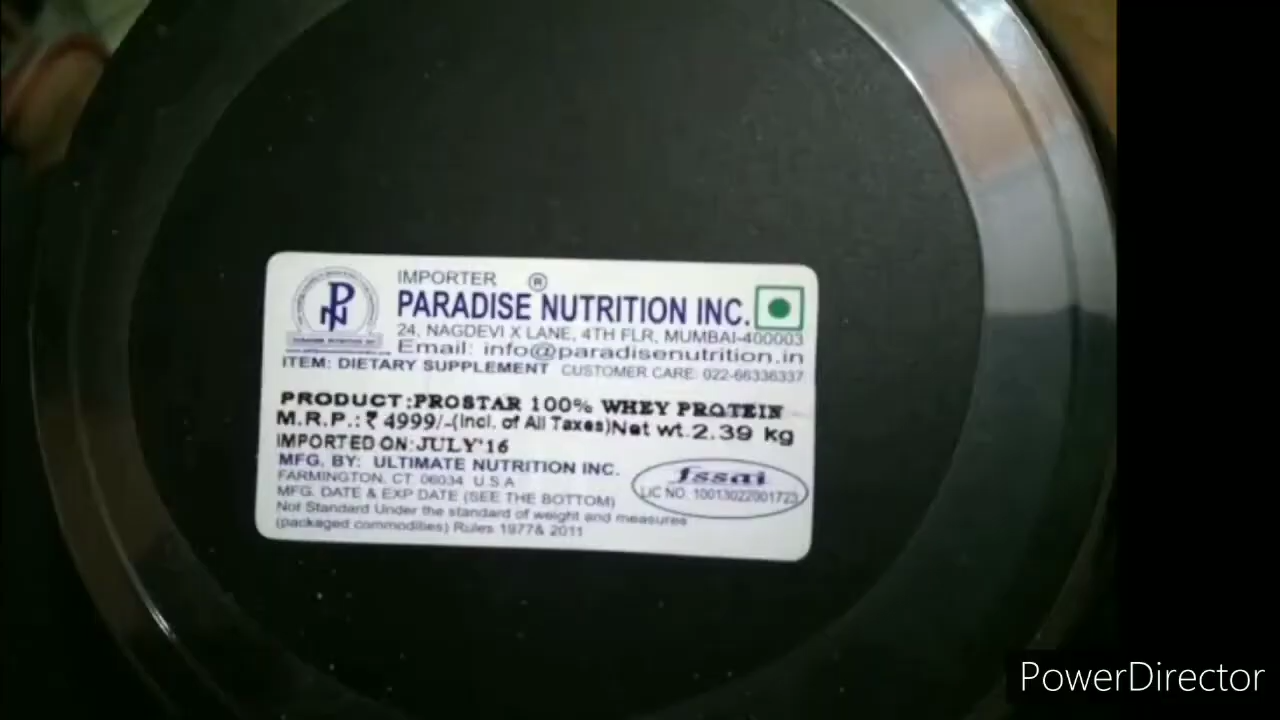 IMPORTER ®
PARADISE NUTRITION INC.
24, NAGDEVI X LANE, 4TH FLR, MUMBAI-400003
Email: info@paradisenutrition.in
ITEM: DIETARY SUPPLEMENT CUSTOMER CARE: 022-66336337
PRODUCT:PROSTAR 100% WHEY PROTEIN
M.R.P.:₹ 4999/-(Incl. of All Taxes)Net wt.2.39 kg
IMPORTED ON:JULY'16
MFG. BY: ULTIMATE NUTRITION INC.
FARMINGTON, CT 06034 U.S.A
MFG. DATE & EXP DATE (SEE THE BOTTOM)
fssai
LIC NO. 10013022001723
Not Standard Under the standard of weight and measures
(packaged commodities) Rules 1977& 2011
PowerDirector